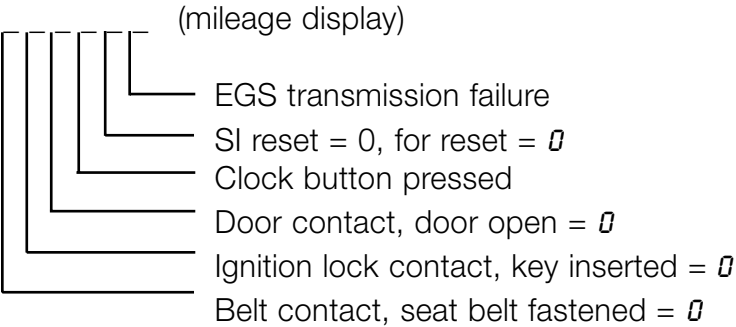 _ _ _ _ _ _ (mileage display)
EGS transmission failure
SI reset = 0, for reset = 0
Clock button pressed
Door contact, door open = 0
Ignition lock contact, key inserted = 0
Belt contact, seat belt fastened = 0